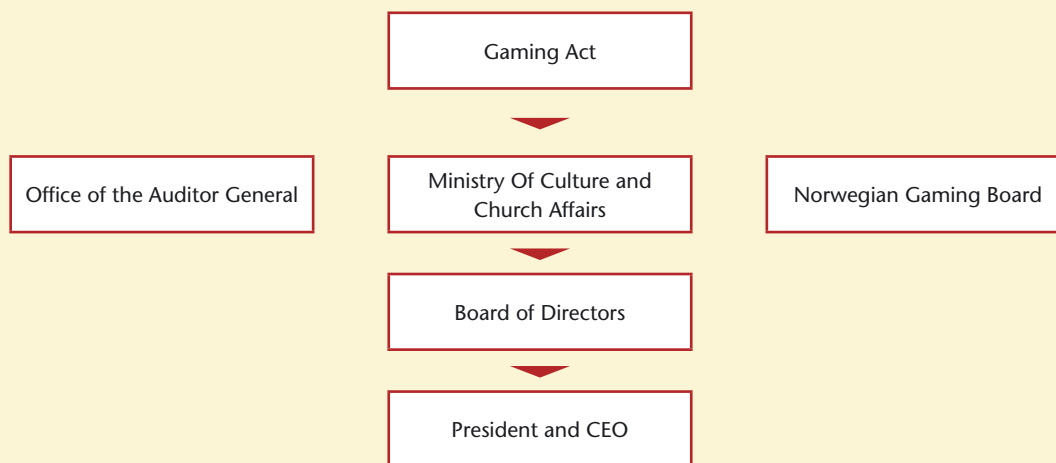 Gaming Act
Office of the Auditor General
Ministry Of Culture and
Church Affairs
Norwegian Gaming Board
Board of Directors
President and CEO